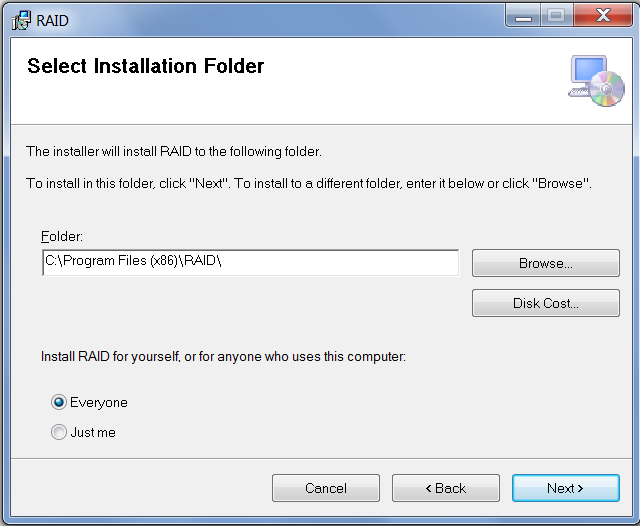 RAID
Select Installation Folder
The installer will install RAID to the following folder.
To install in this folder, click "Next". To install to a different folder, enter it below or click "Browse".
Folder:
C:\Program Files (x86)\RAID\
Browse...
Disk Cost...
Install RAID for yourself, or for anyone who uses this computer:
Everyone
Just me
Cancel
< Back
Next >